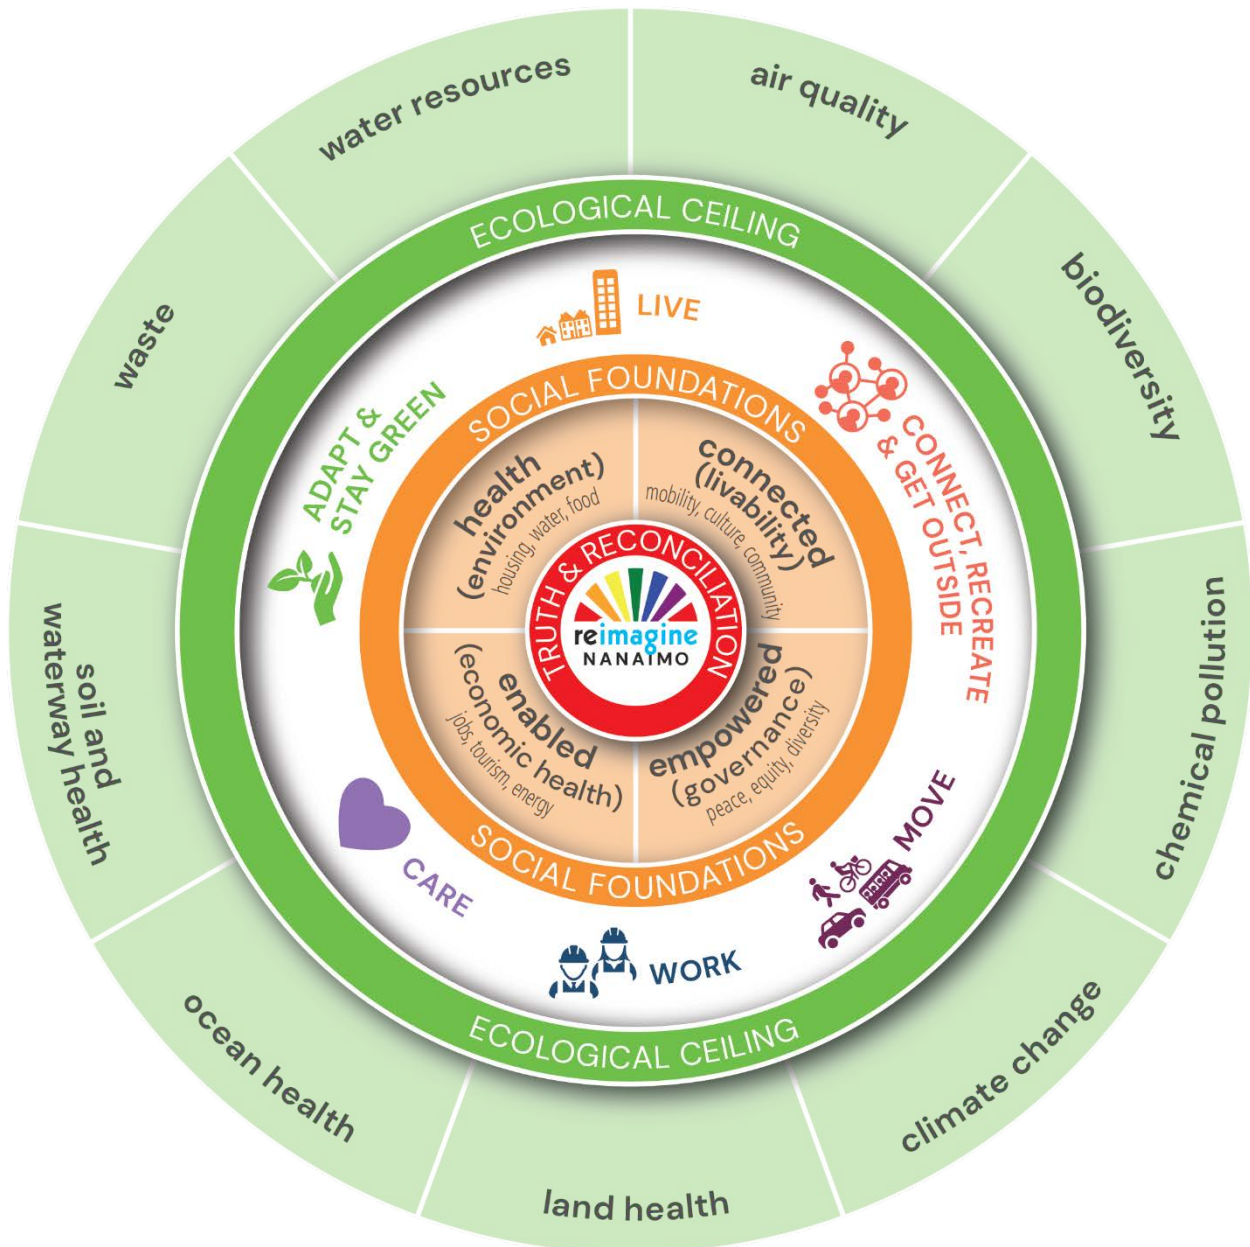 water resources
air quality
biodiversity
chemical pollution
climate change
land health
ocean health
soil and
waterway health
waste
ECOLOGICAL CEILING
LIVE
CONNECT, RECREATE
& GET OUTSIDE
MOVE
WORK
CARE
ADAPT &
STAY GREEN
SOCIAL FOUNDATIONS
health
(environment)
housing, water, food
connected
(livability)
mobility, culture, community
TRUTH & RECONCILIATION
reimagine
NANAIMO
enabled
(economic health)
jobs, tourism, energy
empowered
(governance)
peace, equity, diversity
SOCIAL FOUNDATIONS
ECOLOGICAL CEILING